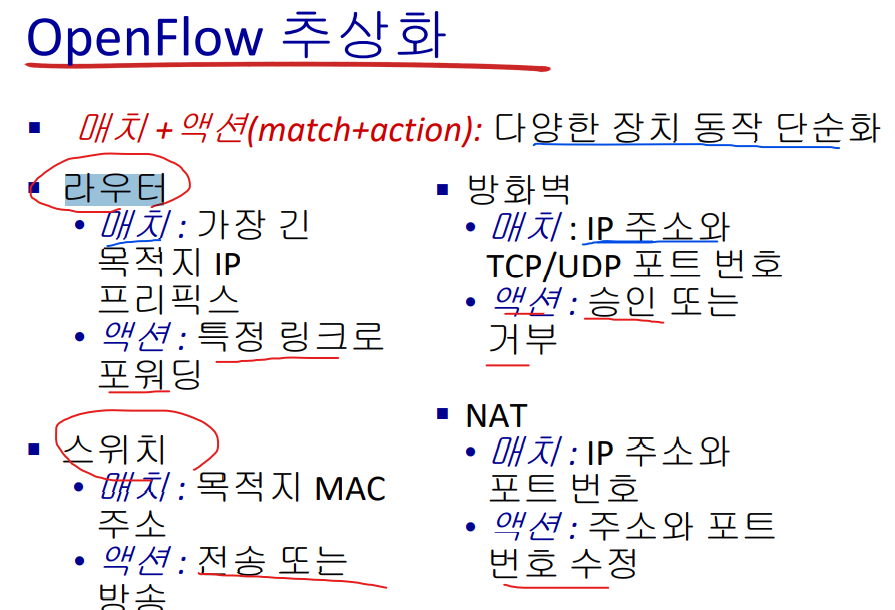 OpenFlow 추상화
▪ 매치+액션(match+action): 다양한 장치 동작 단순화
▪ 라우터
• 매치: 가장 긴
목적지 IP
프리픽스
• 액션: 특정 링크로
포워딩
▪ 스위치
• 매치: 목적지 MAC
주소
• 액션: 전송 또는
방송
▪ 방화벽
• 매치: IP 주소와
TCP/UDP 포트 번호
• 액션: 승인 또는
거부
▪ NAT
• 매치: IP 주소와
포트 번호
• 액션: 주소와 포트
번호 수정